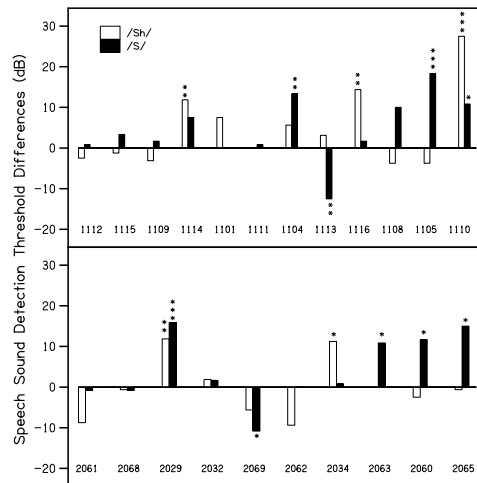 Speech Sound Detection Threshold Differences (dB)
/Sh/
/S/
30
20
10
0
-10
-20
** ** ** ** *** *** *
1112 1115 1109 1114 1101 1111 1104 1113 1116 1108 1105 1110
30
20
10
0
-10
-20
** *** * * * * *
2061 2068 2029 2032 2069 2062 2034 2063 2060 2065